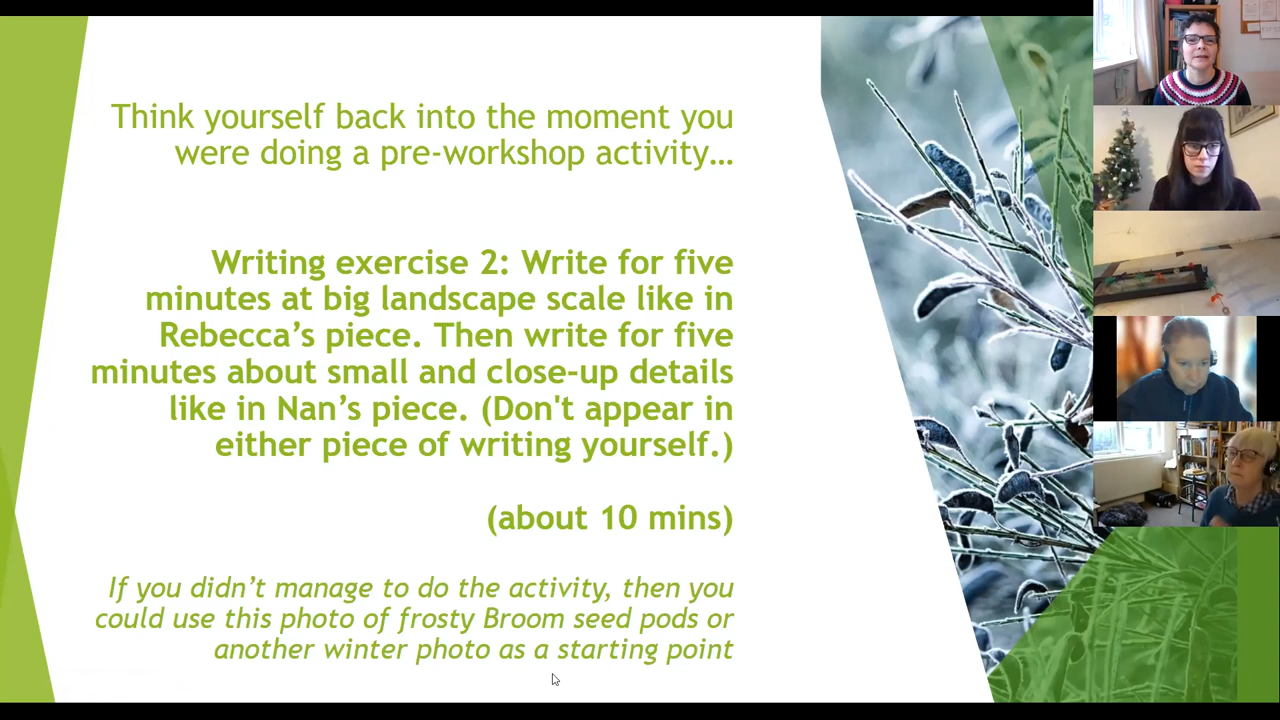 Think yourself back into the moment you
were doing a pre-workshop activity…
Writing exercise 2: Write for five
minutes at big landscape scale like in
Rebecca’s piece. Then write for five
minutes about small and close-up details
like in Nan’s piece. (Don't appear in
either piece of writing yourself.)
(about 10 mins)
If you didn’t manage to do the activity, then you
could use this photo of frosty Broom seed pods or
another winter photo as a starting point